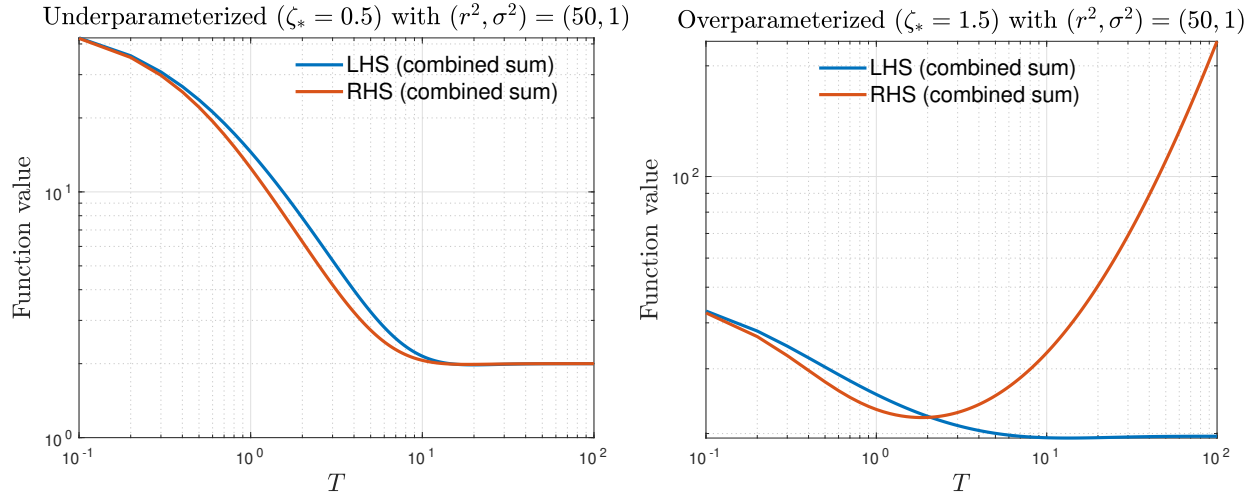 Underparameterized (ζ* = 0.5) with (r², σ²) = (50, 1)
LHS (combined sum)
RHS (combined sum)
Function value
10¹
10⁰
10⁻¹
10⁰
10¹
10²
T
Overparameterized (ζ* = 1.5) with (r², σ²) = (50, 1)
LHS (combined sum)
RHS (combined sum)
Function value
10²
10⁻¹
10⁰
10¹
10²
T